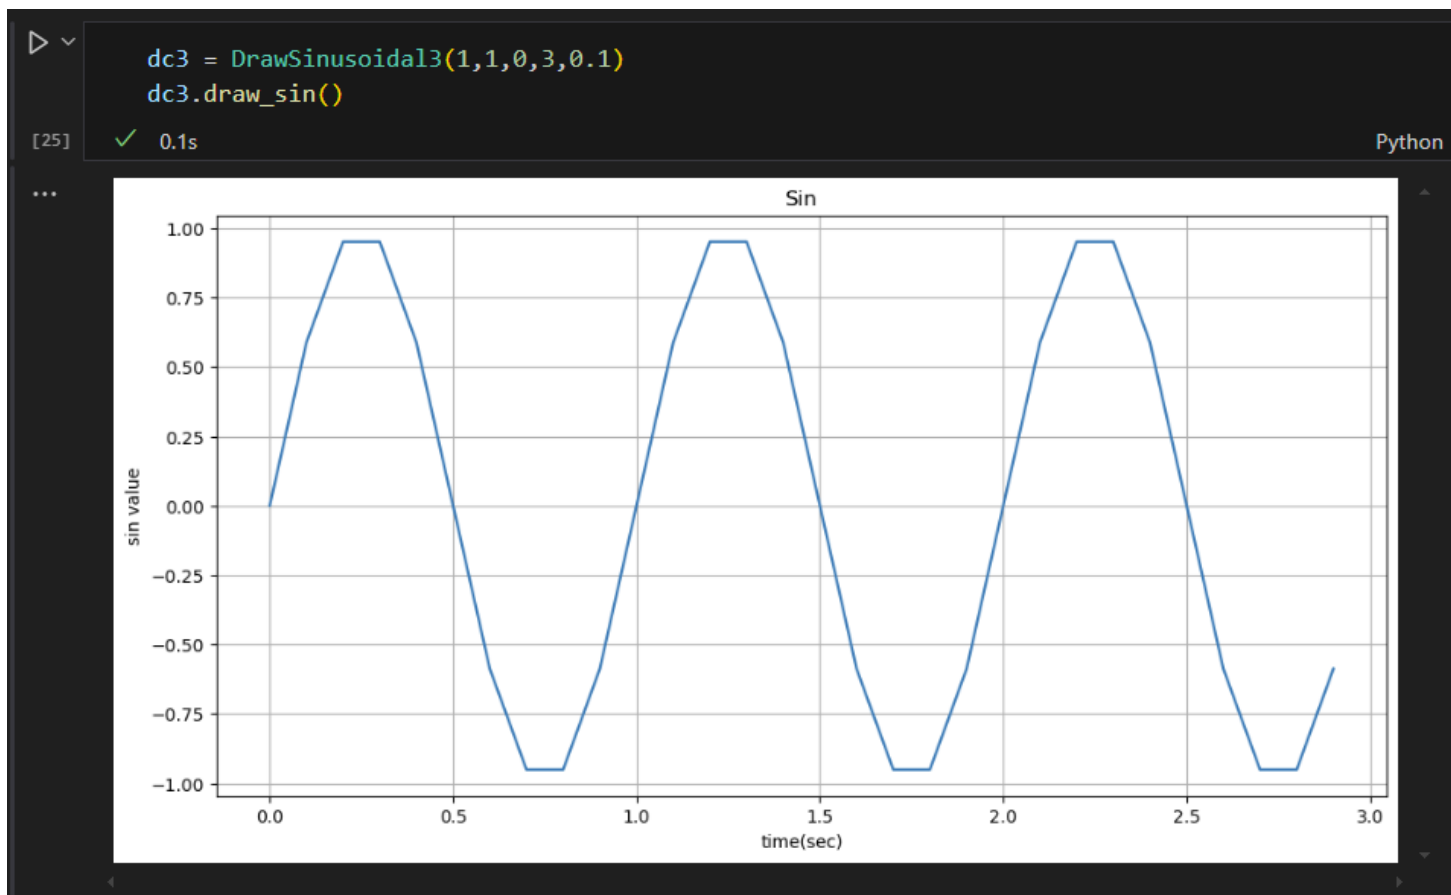 dc3 = DrawSinusoidal3(1,1,0,3,0.1)
dc3.draw_sin()
[25]
0.1s
Python
...
Sin
1.00
0.75
0.50
0.25
0.00
−0.25
−0.50
−0.75
−1.00
sin value
0.0 0.5 1.0 1.5 2.0 2.5 3.0
time(sec)